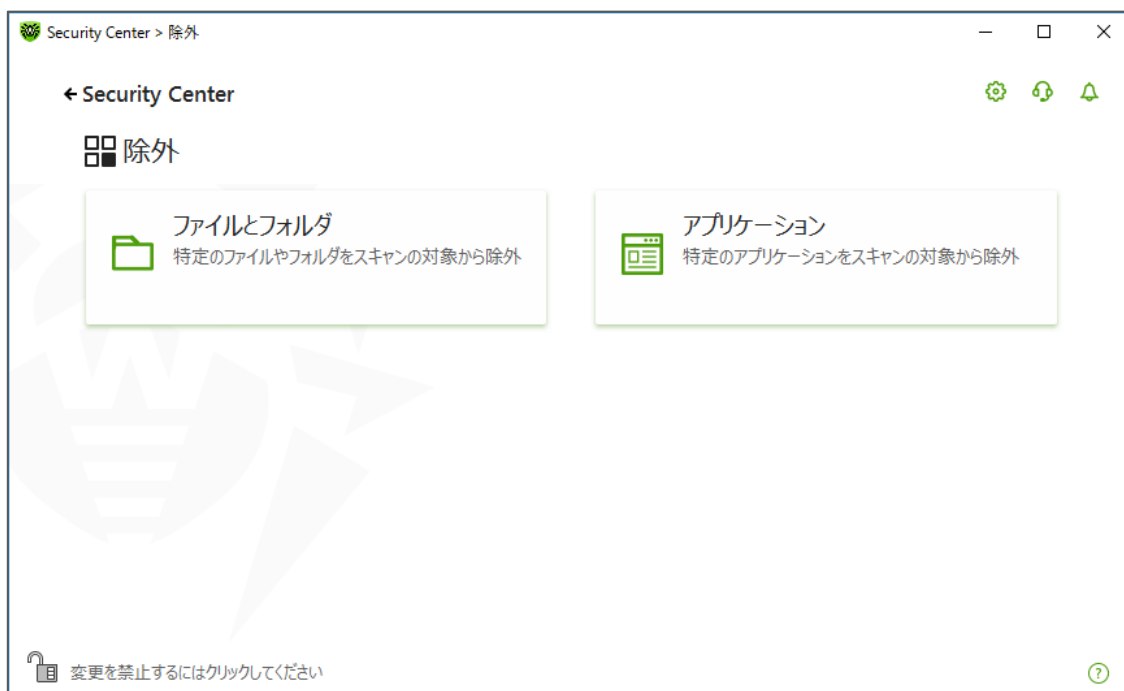 Security Center > 除外
Security Center
除外
ファイルとフォルダ
特定のファイルやフォルダをスキャンの対象から除外
アプリケーション
特定のアプリケーションをスキャンの対象から除外
変更を禁止するにはクリックしてください